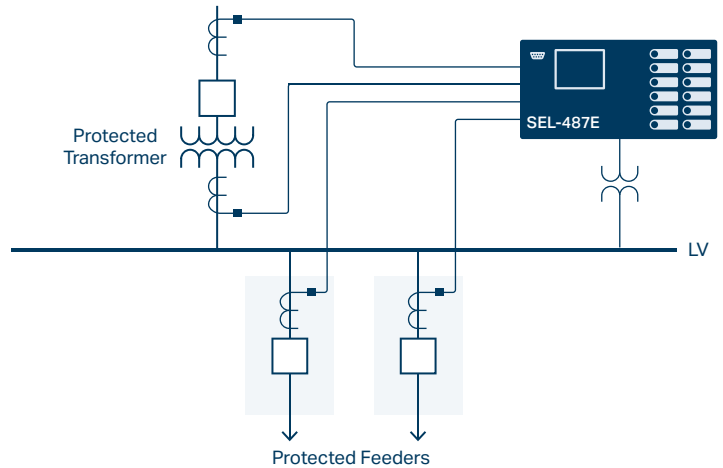 SEL-487E
Protected
Transformer
LV
Protected Feeders